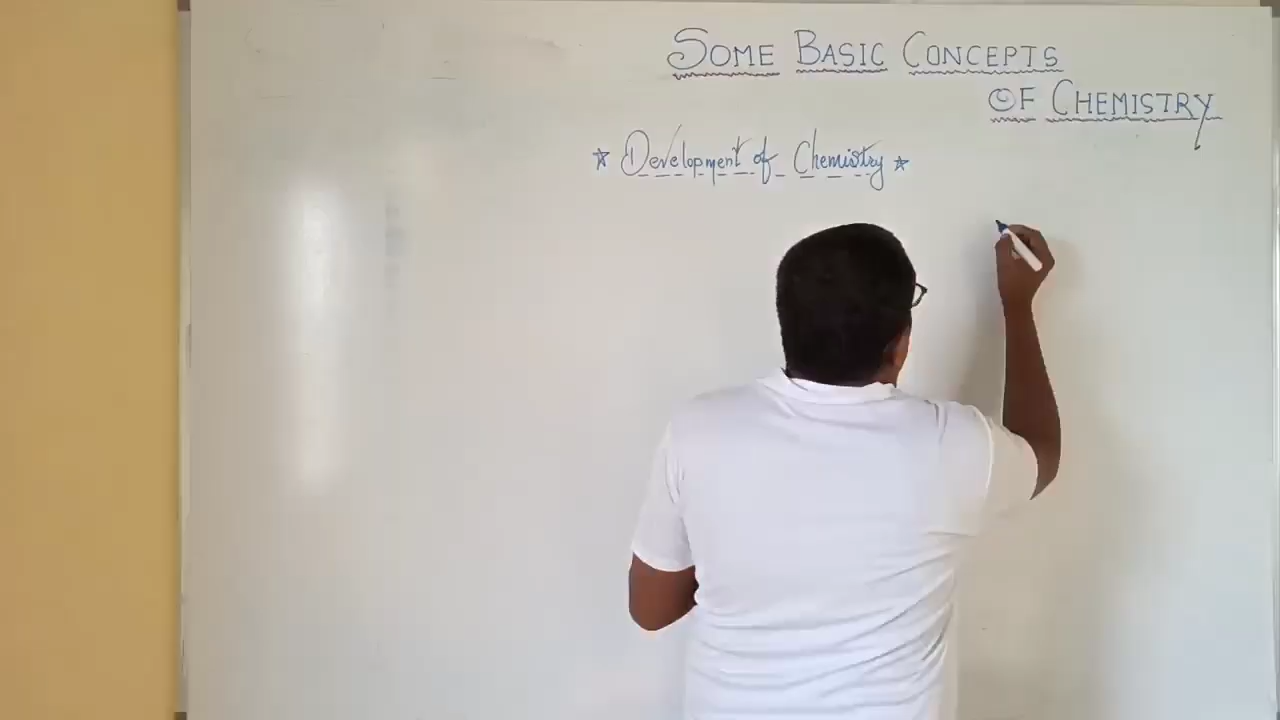 SOME BASIC CONCEPTS
OF CHEMISTRY
☆ Development of Chemistry ☆